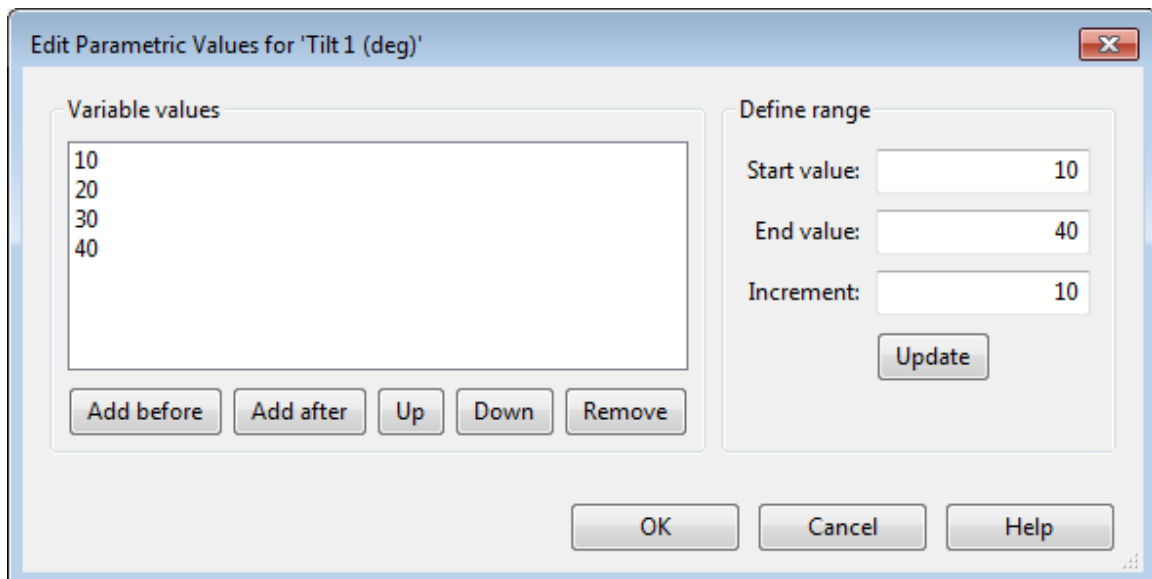 Edit Parametric Values for 'Tilt 1 (deg)'
Variable values
10
20
30
40
Add before
Add after
Up
Down
Remove
Define range
Start value: 10
End value: 40
Increment: 10
Update
OK
Cancel
Help